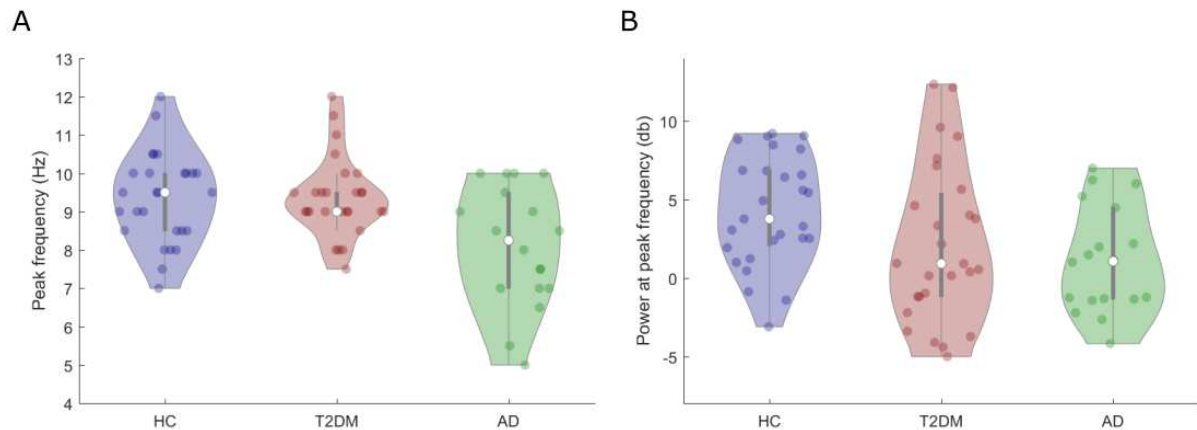 A
Peak frequency (Hz)
13
12
11
10
9
8
7
6
5
4
HC
T2DM
AD
B
Power at peak frequency (db)
10
5
0
-5
HC
T2DM
AD